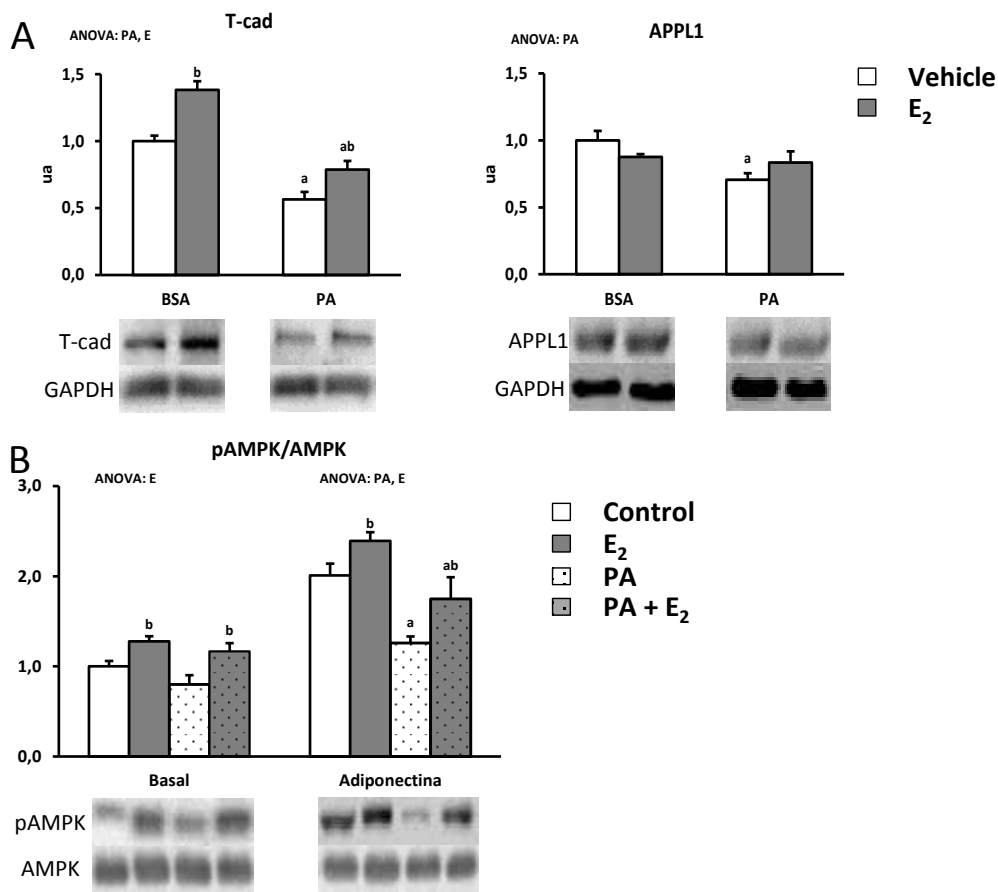 A
T-cad
ANOVA: PA, E
1,5
1,0
0,5
0,0
ua
b
a
ab
BSA
PA
T-cad
GAPDH
APPL1
ANOVA: PA
1,5
1,0
0,5
0,0
ua
a
BSA
PA
APPL1
GAPDH
Vehicle
E2
B
pAMPK/AMPK
ANOVA: E
ANOVA: PA, E
3,0
2,0
1,0
0,0
b
b
b
a
ab
Basal
Adiponectina
pAMPK
AMPK
Control
E2
PA
PA + E2